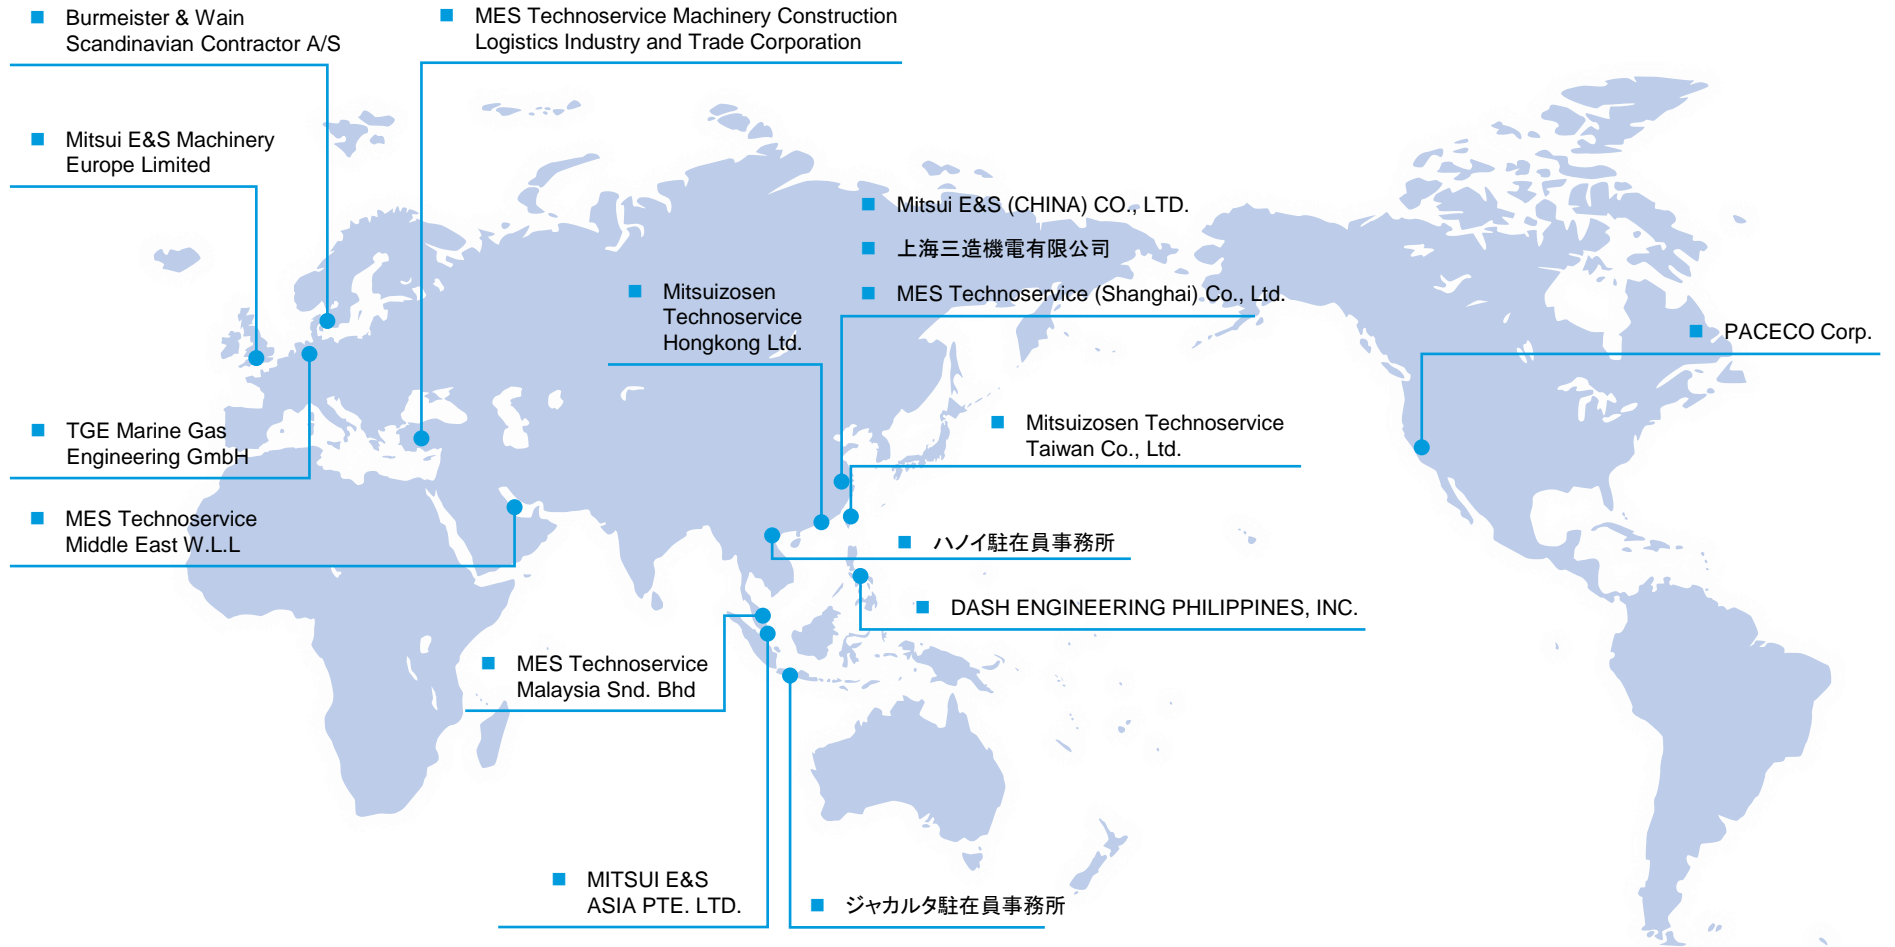 Burmeister & Wain
Scandinavian Contractor A/S
MES Technoservice Machinery Construction
Logistics Industry and Trade Corporation
Mitsui E&S Machinery
Europe Limited
Mitsui E&S (CHINA) CO., LTD.
上海三造機電有限公司
MES Technoservice (Shanghai) Co., Ltd.
Mitsuizosen
Technoservice
Hongkong Ltd.
PACECO Corp.
TGE Marine Gas
Engineering GmbH
Mitsuizosen Technoservice
Taiwan Co., Ltd.
MES Technoservice
Middle East W.L.L
ハノイ駐在員事務所
DASH ENGINEERING PHILIPPINES, INC.
MES Technoservice
Malaysia Snd. Bhd
MITSUI E&S
ASIA PTE. LTD.
ジャカルタ駐在員事務所